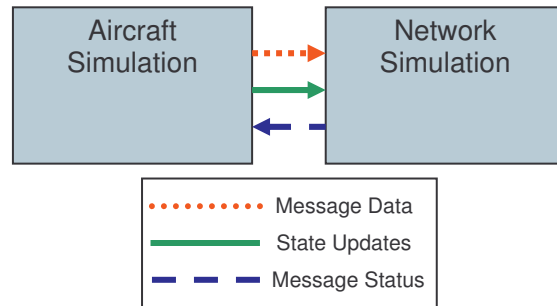 Aircraft
Simulation
Network
Simulation
Message Data
State Updates
Message Status